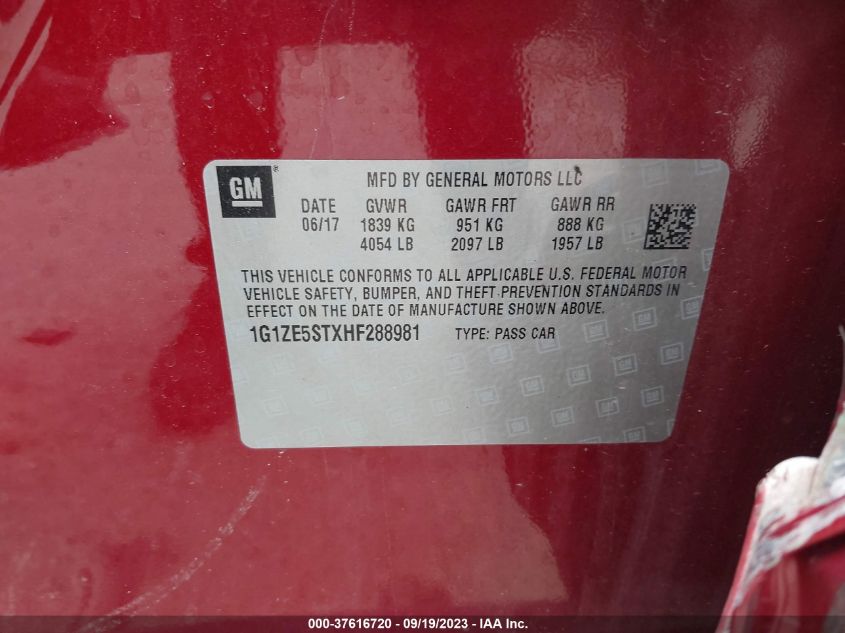 GM ®
MFD BY GENERAL MOTORS LLC
DATE GVWR GAWR FRT GAWR RR
06/17 1839 KG 951 KG 888 KG
4054 LB 2097 LB 1957 LB
THIS VEHICLE CONFORMS TO ALL APPLICABLE U.S. FEDERAL MOTOR
VEHICLE SAFETY, BUMPER, AND THEFT PREVENTION STANDARDS IN
EFFECT ON THE DATE OF MANUFACTURE SHOWN ABOVE.
1G1ZE5STXHF288981 TYPE: PASS CAR
000-37616720 - 09/19/2023 - IAA Inc.